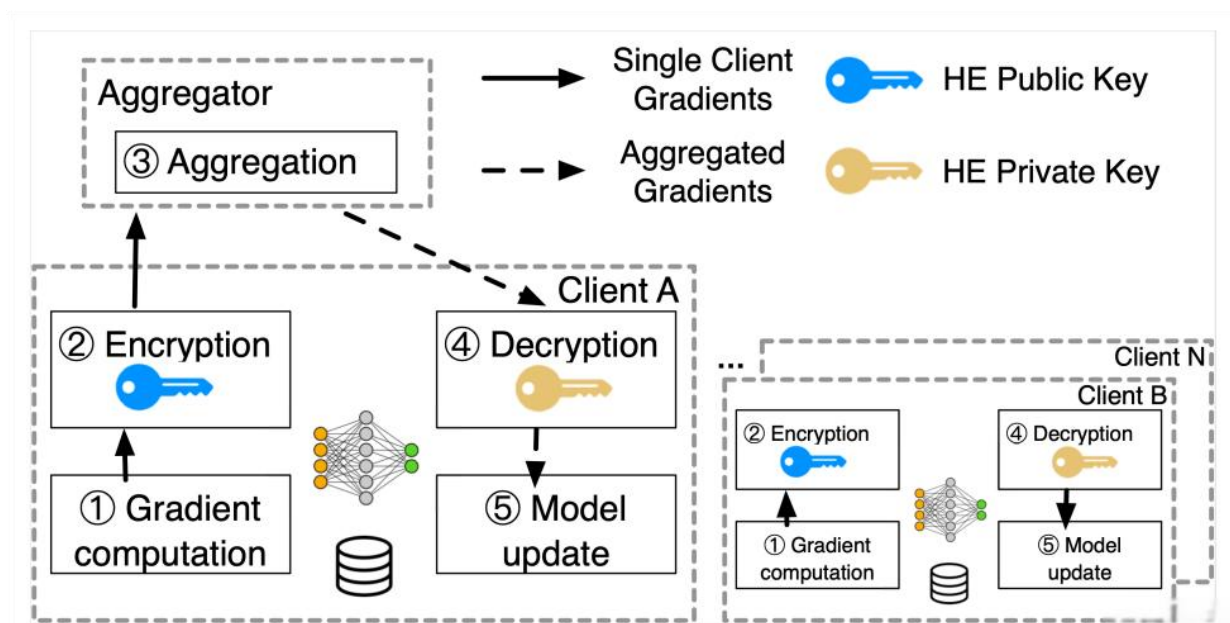 Aggregator
③ Aggregation
Single Client
Gradients
HE Public Key
Aggregated
Gradients
HE Private Key
Client A
② Encryption
④ Decryption
① Gradient
computation
⑤ Model
update
...
Client N
Client B
② Encryption
④ Decryption
① Gradient
computation
⑤ Model
update